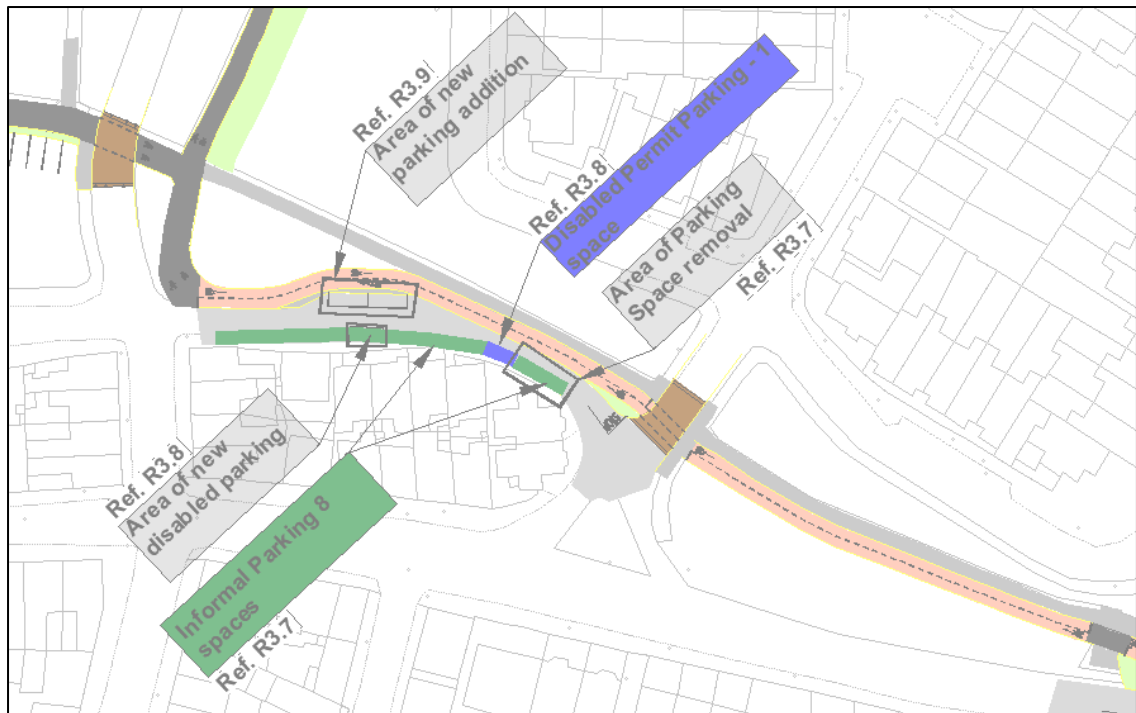 Ref. R3.9
Area of new
parking addition
Ref. R3.8
Disabled Permit Parking - 1
space
Area of Parking
Space removal
Ref. R3.7
Ref. R3.8
Area of new
disabled parking
Informal Parking 8
spaces
Ref. R3.7